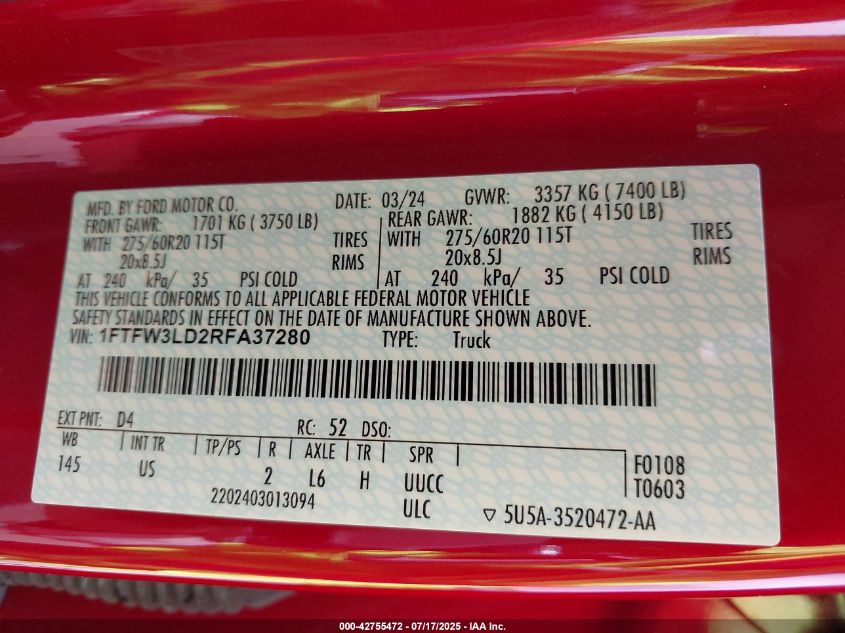 MFD. BY FORD MOTOR CO. DATE: 03/24 GVWR: 3357 KG ( 7400 LB)
FRONT GAWR: 1701 KG ( 3750 LB) REAR GAWR: 1882 KG ( 4150 LB)
WITH 275/60R20 115T TIRES WITH 275/60R20 115T TIRES
20x8.5J RIMS 20x8.5J RIMS
AT 240 kPa/ 35 PSI COLD AT 240 kPa/ 35 PSI COLD
THIS VEHICLE CONFORMS TO ALL APPLICABLE FEDERAL MOTOR VEHICLE
SAFETY STANDARDS IN EFFECT ON THE DATE OF MANUFACTURE SHOWN ABOVE.
VIN: 1FTFW3LD2RFA37280 TYPE: Truck
EXT PNT: D4 RC: 52 DSO:
WB INT TR TP/PS R AXLE TR SPR
145 US 2 L6 H UUCC F0108
2202403013094 ULC T0603
5U5A-3520472-AA
000-42755472 - 07/17/2025 - IAA Inc.